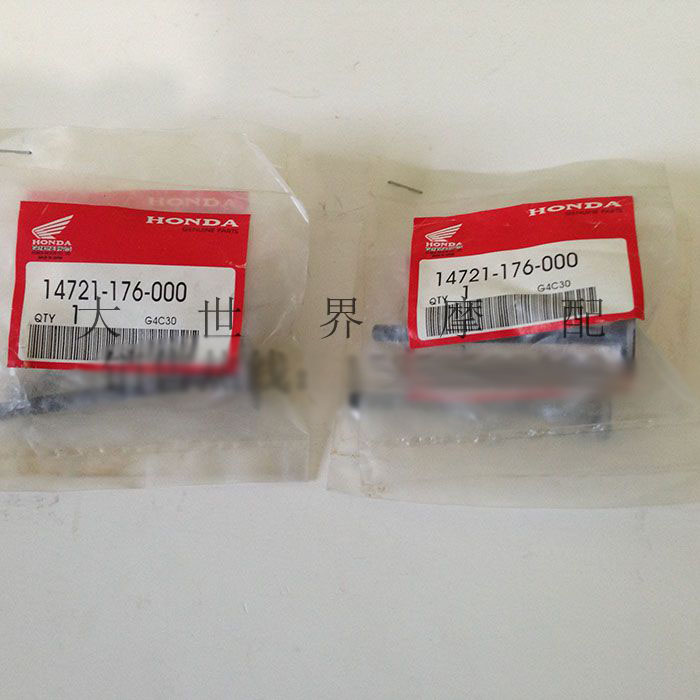 HONDA
GENUINE PARTS
HONDA
14721-176-000
QTY 1 G4C30
HONDA
GENUINE PARTS
HONDA
14721-176-000
QTY 1 G4C30
大世界摩配